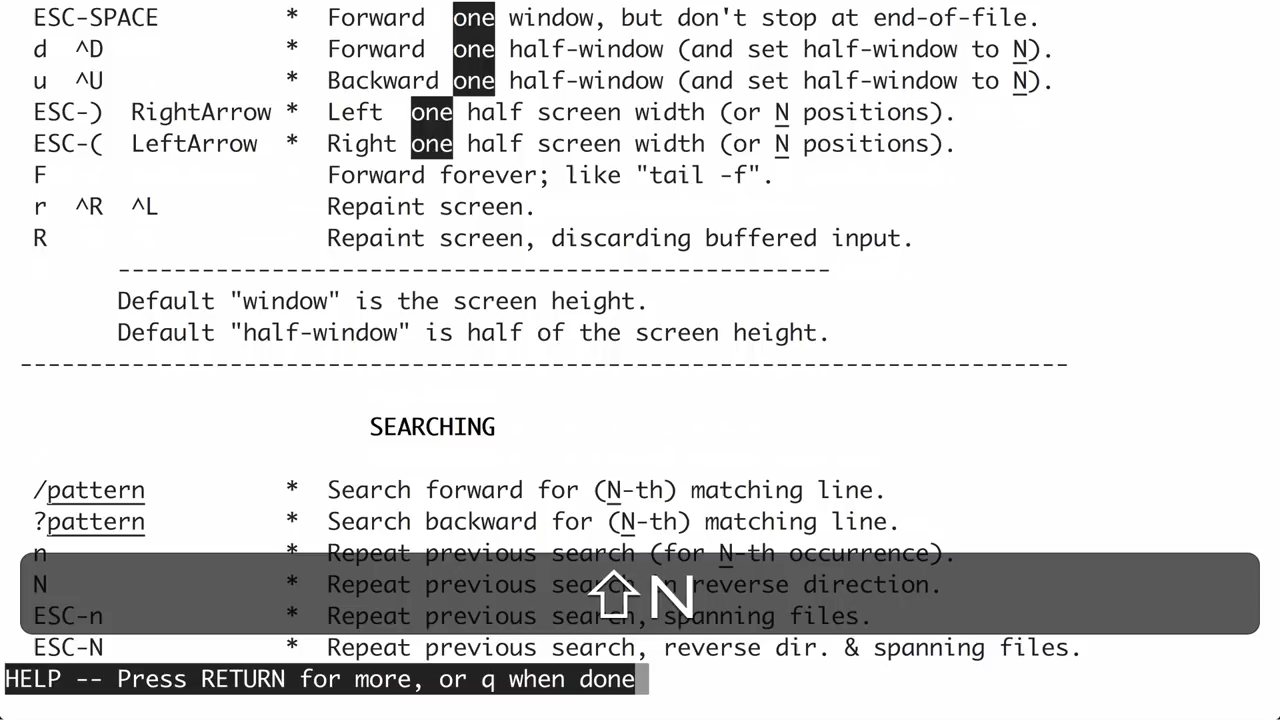 ESC-SPACE * Forward one window, but don't stop at end-of-file.
d ^D * Forward one half-window (and set half-window to N).
u ^U * Backward one half-window (and set half-window to N).
ESC-) RightArrow * Left one half screen width (or N positions).
ESC-( LeftArrow * Right one half screen width (or N positions).
F Forward forever; like "tail -f".
r ^R ^L Repaint screen.
R Repaint screen, discarding buffered input.
---------------------------------------------------
Default "window" is the screen height.
Default "half-window" is half of the screen height.
---------------------------------------------------------------------------
SEARCHING
/pattern * Search forward for (N-th) matching line.
?pattern * Search backward for (N-th) matching line.
n * Repeat previous search (for N-th occurrence).
N * Repeat previous search in reverse direction.
ESC-n * Repeat previous search, spanning files.
ESC-N * Repeat previous search, reverse dir. & spanning files.
HELP -- Press RETURN for more, or q when done
⇧N